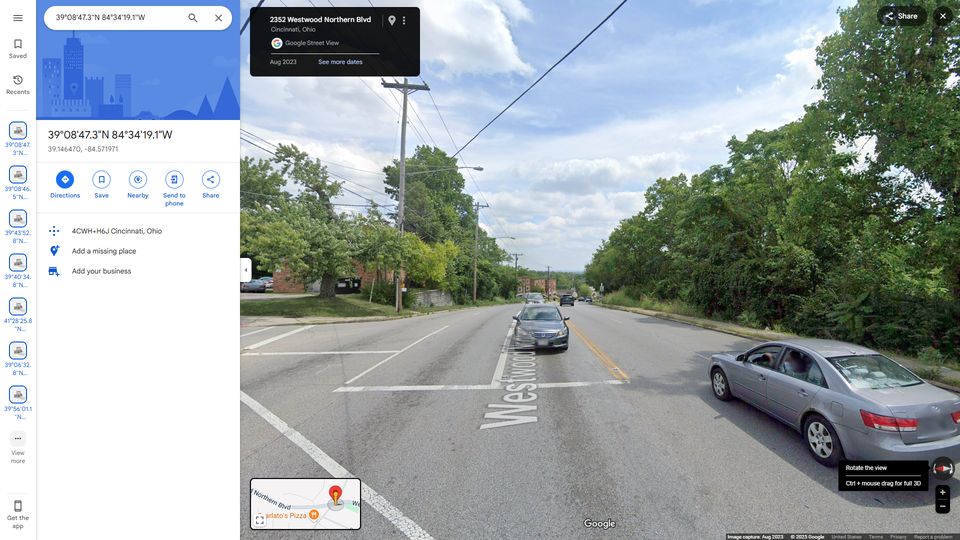 39°08'47.3"N 84°34'19.1"W
Saved
Recents
39°08'47.
3"N...
39°08'46.
5"N...
39°43'52.
8"N...
39°40'34.
8"N...
41°28'25.8
"N...
39°06'32.
8"N...
39°56'01.1
"N...
View
more
Get the
app
39°08'47.3"N 84°34'19.1"W
39.146470, -84.571971
Directions
Save
Nearby
Send to
phone
Share
4CWH+H6J Cincinnati, Ohio
Add a missing place
Add your business
2352 Westwood Northern Blvd
Cincinnati, Ohio
Google Street View
Aug 2023
See more dates
Share
Westwood
Northern Blvd
We
arlato's Pizza
Rotate the view
Ctrl + mouse drag for full 3D
Google
Image capture: Aug 2023
© 2025 Google
United States
Terms
Privacy
Report a problem